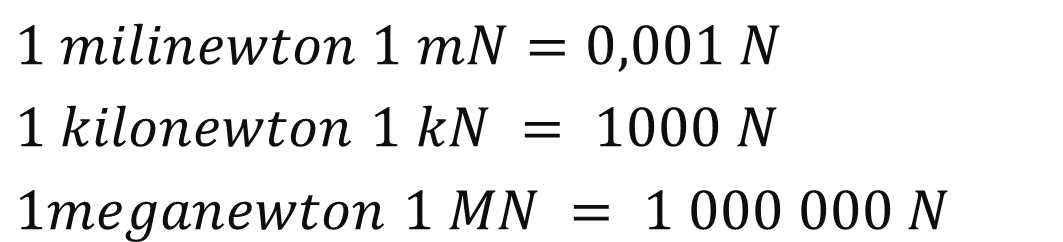 1 milinewton 1 mN = 0,001 N
1 kilonewton 1 kN = 1000 N
1meganewton 1 MN = 1 000 000 N